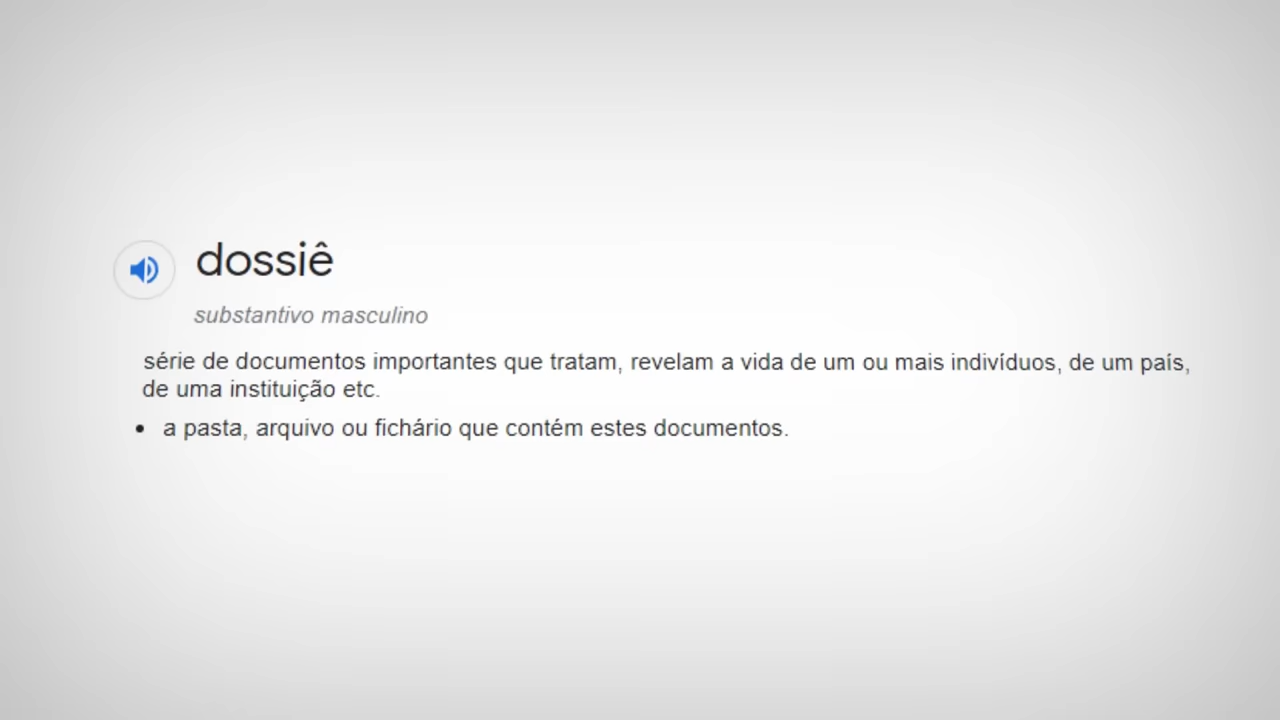 dossiê
substantivo masculino
série de documentos importantes que tratam, revelam a vida de um ou mais indivíduos, de um país,
de uma instituição etc.
• a pasta, arquivo ou fichário que contém estes documentos.